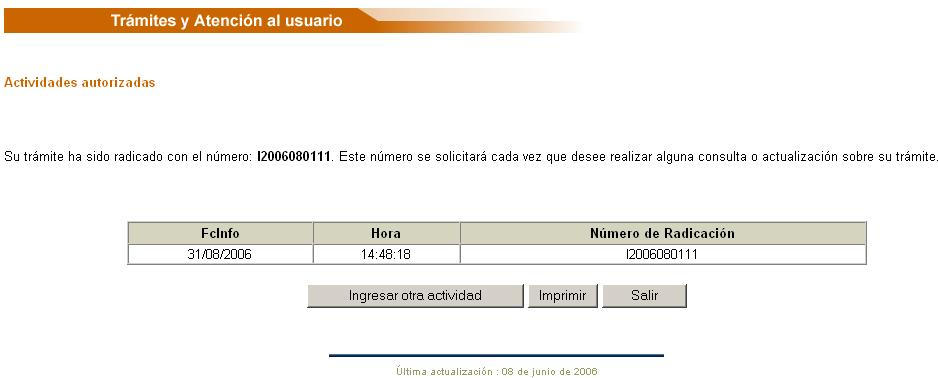 Trámites y Atención al usuario
Actividades autorizadas
Su trámite ha sido radicado con el número: I2006080111. Este número se solicitará cada vez que desee realizar alguna consulta o actualización sobre su trámite.
FcInfo Hora Número de Radicación
31/08/2006 14:48:18 I2006080111
Ingresar otra actividad Imprimir Salir
Última actualización : 08 de junio de 2006